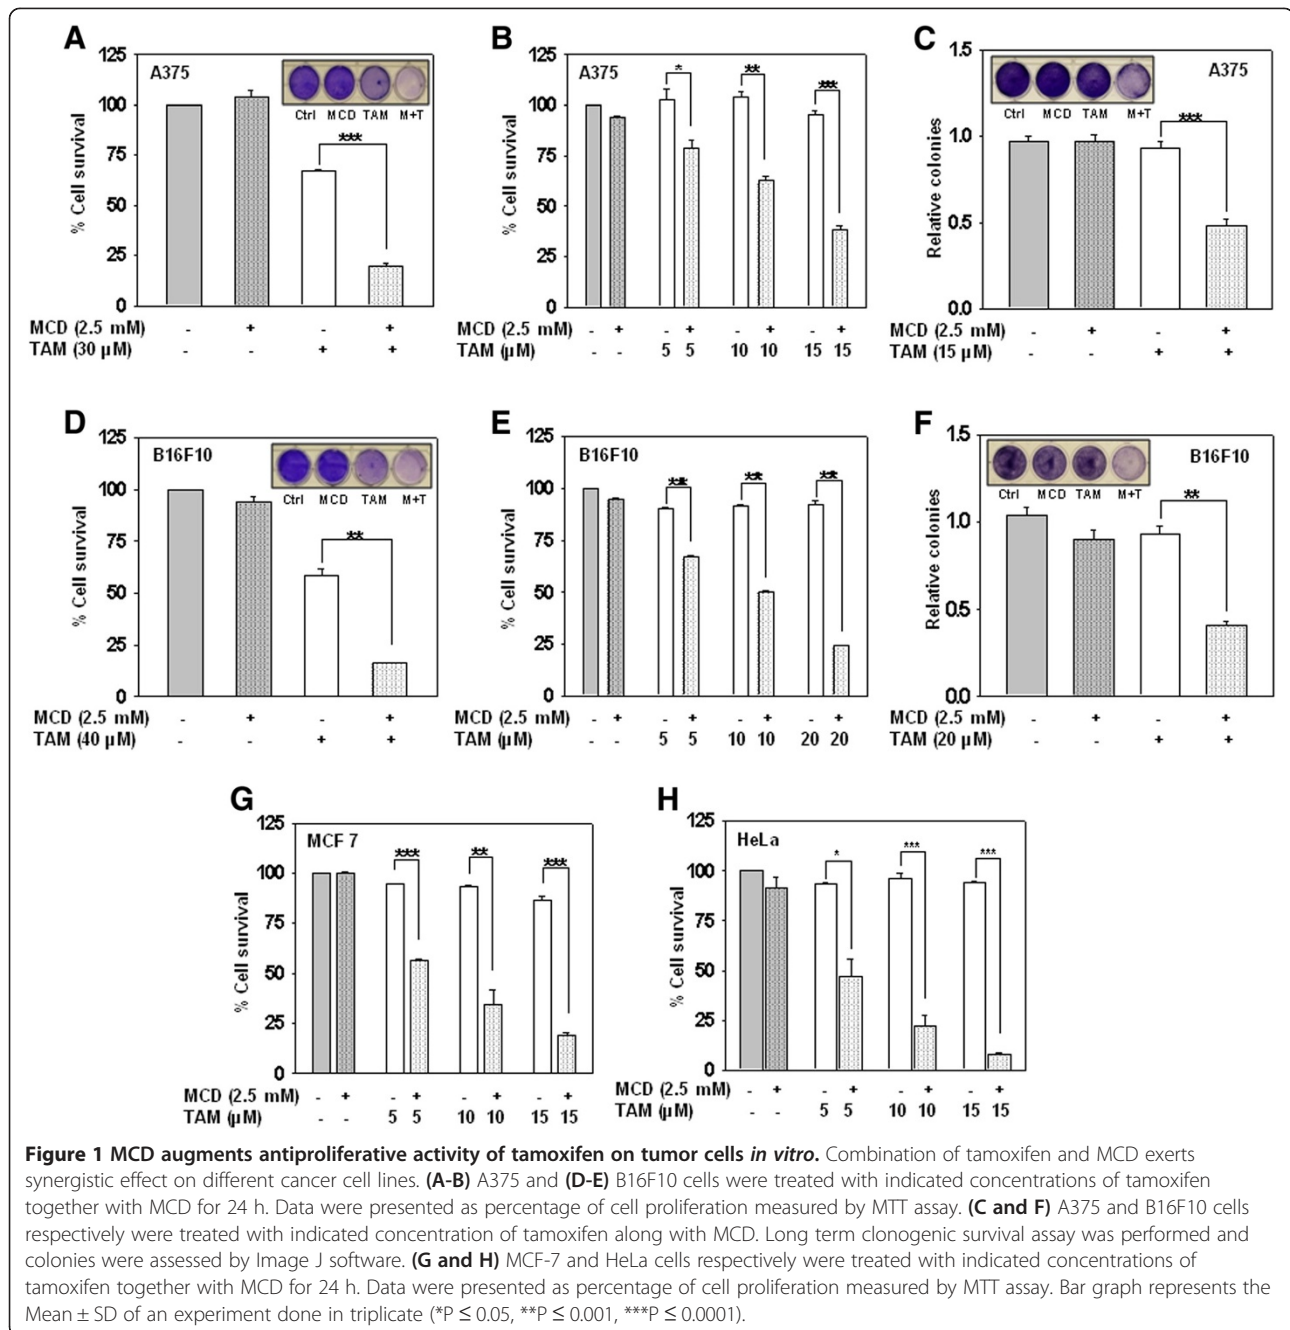 A
125
100
75
50
25
0
% Cell survival
A375
Ctrl MCD TAM M+T
***
MCD (2.5 mM) - + - +
TAM (30 µM) - - + +
B
125
100
75
50
25
0
% Cell survival
A375
* ** ***
MCD (2.5 mM) - + - + - + - +
TAM (µM) - - 5 5 10 10 15 15
C
1.5
1.0
0.5
0.0
Relative colonies
A375
Ctrl MCD TAM M+T
***
MCD (2.5 mM) - + - +
TAM (15 µM) - - + +
D
125
100
75
50
25
0
% Cell survival
B16F10
Ctrl MCD TAM M+T
**
MCD (2.5 mM) - + - +
TAM (40 µM) - - + +
E
125
100
75
50
25
0
% Cell survival
B16F10
MCD (2.5 mM) - + - + - + - +
TAM (µM) - - 5 5 10 10 20 20
F
1.5
1.0
0.5
0.0
Relative colonies
B16F10
Ctrl MCD TAM M+T
**
MCD (2.5 mM) - + - +
TAM (20 µM) - - + +
G
125
100
75
50
25
0
% Cell survival
MCF 7
*** ** ***
MCD (2.5 mM) - + - + - + - +
TAM (µM) - - 5 5 10 10 15 15
H
125
100
75
50
25
0
% Cell survival
HeLa
* *** ***
MCD (2.5 mM) - + - + - + - +
TAM (µM) - - 5 5 10 10 15 15
Figure 1 MCD augments antiproliferative activity of tamoxifen on tumor cells in vitro. Combination of tamoxifen and MCD exerts
synergistic effect on different cancer cell lines. (A-B) A375 and (D-E) B16F10 cells were treated with indicated concentrations of tamoxifen
together with MCD for 24 h. Data were presented as percentage of cell proliferation measured by MTT assay. (C and F) A375 and B16F10 cells
respectively were treated with indicated concentration of tamoxifen along with MCD. Long term clonogenic survival assay was performed and
colonies were assessed by Image J software. (G and H) MCF-7 and HeLa cells respectively were treated with indicated concentrations of
tamoxifen together with MCD for 24 h. Data were presented as percentage of cell proliferation measured by MTT assay. Bar graph represents the
Mean ± SD of an experiment done in triplicate (*P ≤ 0.05, **P ≤ 0.001, ***P ≤ 0.0001).